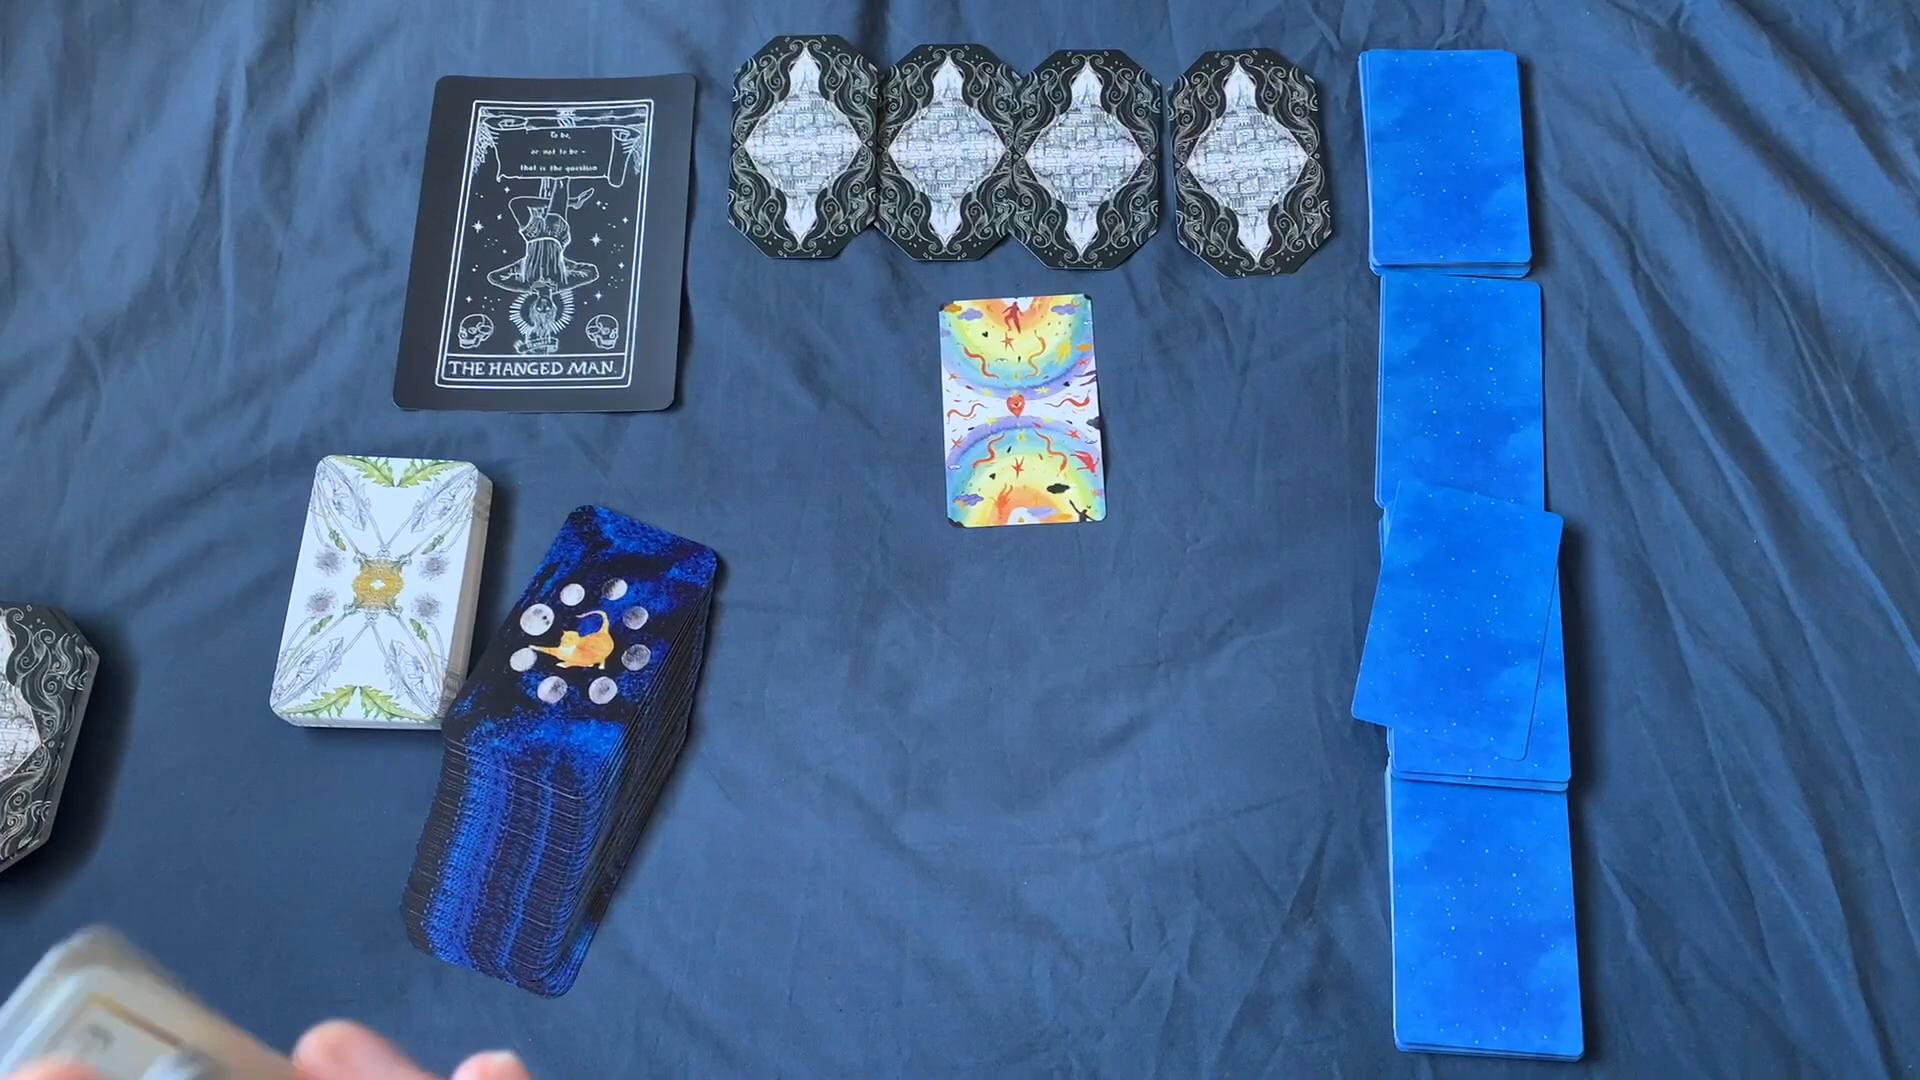 To be,
or not to be -
that is the question
THE HANGED MAN.